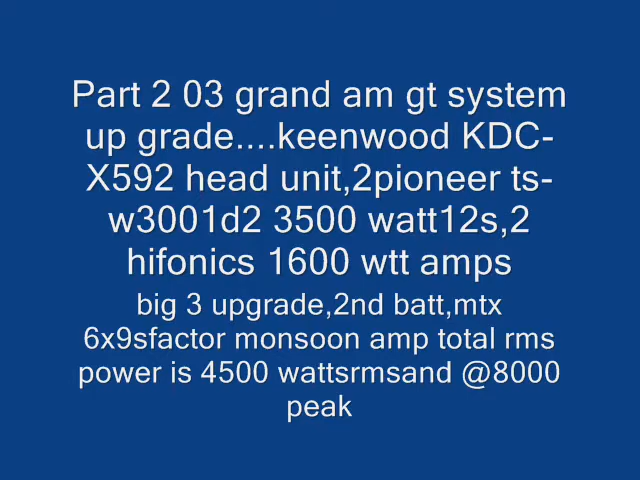 Part 2 03 grand am gt system
up grade....keenwood KDC-
X592 head unit,2pioneer ts-
w3001d2 3500 watt12s,2
hifonics 1600 wtt amps
big 3 upgrade,2nd batt,mtx
6x9sfactor monsoon amp total rms
power is 4500 wattsrmsand @8000
peak